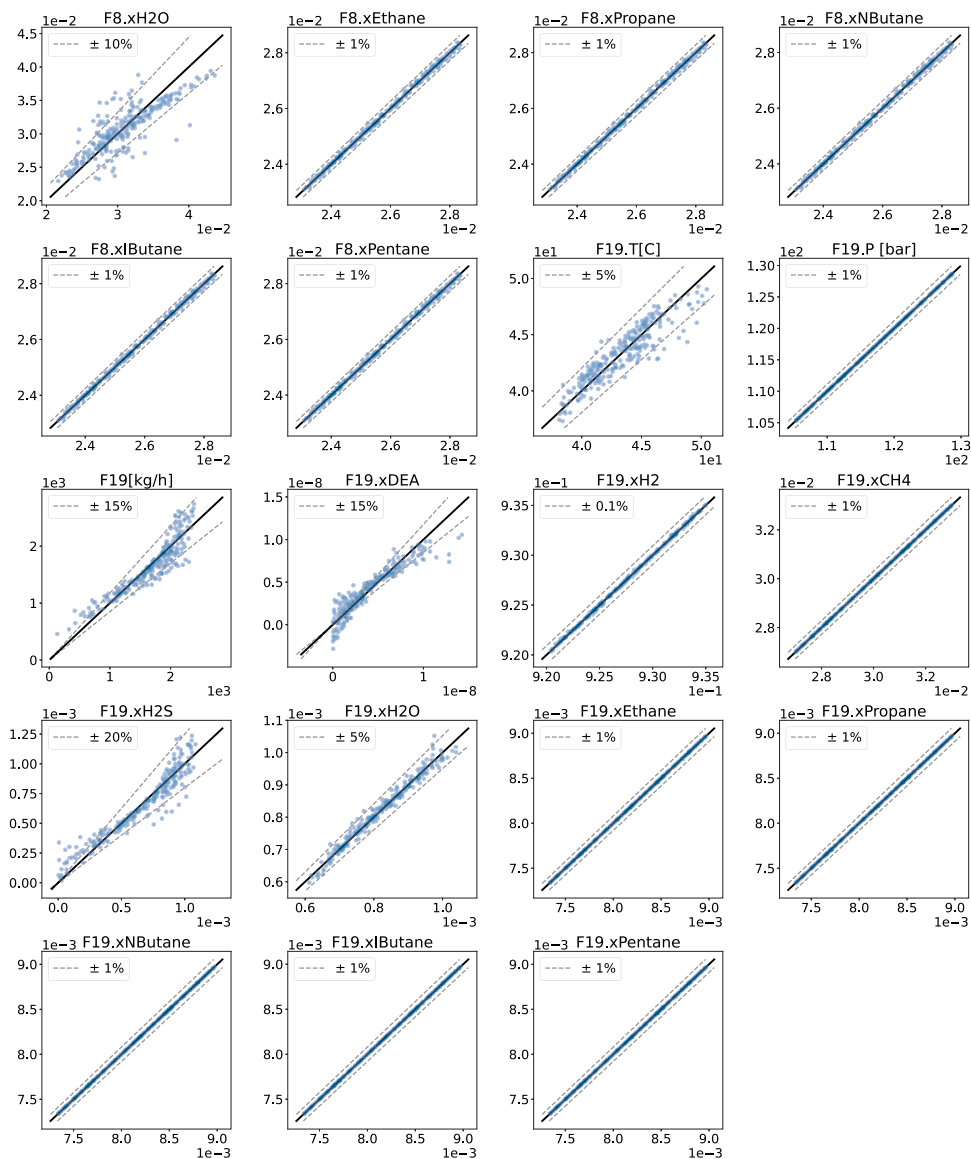 1e−2 F8.xH2O
± 10%
4.5
4.0
3.5
3.0
2.5
2.0
2 3 4
1e−2
1e−2 F8.xEthane
± 1%
2.8
2.6
2.4
2.4 2.6 2.8
1e−2
1e−2 F8.xPropane
± 1%
2.8
2.6
2.4
2.4 2.6 2.8
1e−2
1e−2 F8.xNButane
± 1%
2.8
2.6
2.4
2.4 2.6 2.8
1e−2
1e−2 F8.xIButane
± 1%
2.8
2.6
2.4
2.4 2.6 2.8
1e−2
1e−2 F8.xPentane
± 1%
2.8
2.6
2.4
2.4 2.6 2.8
1e−2
1e1 F19.T[C]
± 5%
5.0
4.5
4.0
4.0 4.5 5.0
1e1
1e2 F19.P [bar]
± 1%
1.30
1.25
1.20
1.15
1.10
1.05
1.1 1.2 1.3
1e2
1e3 F19[kg/h]
± 15%
2
1
0
0 1 2
1e3
1e−8 F19.xDEA
± 15%
1.5
1.0
0.5
0.0
0 1
1e−8
1e−1 F19.xH2
± 0.1%
9.35
9.30
9.25
9.20
9.20 9.25 9.30 9.35
1e−1
1e−2 F19.xCH4
± 1%
3.2
3.0
2.8
2.8 3.0 3.2
1e−2
1e−3 F19.xH2S
± 20%
1.25
1.00
0.75
0.50
0.25
0.00
0.0 0.5 1.0
1e−3
1e−3 F19.xH2O
± 5%
1.1
1.0
0.9
0.8
0.7
0.6
0.6 0.8 1.0
1e−3
1e−3 F19.xEthane
± 1%
9.0
8.5
8.0
7.5
7.5 8.0 8.5 9.0
1e−3
1e−3 F19.xPropane
± 1%
9.0
8.5
8.0
7.5
7.5 8.0 8.5 9.0
1e−3
1e−3 F19.xNButane
± 1%
9.0
8.5
8.0
7.5
7.5 8.0 8.5 9.0
1e−3
1e−3 F19.xIButane
± 1%
9.0
8.5
8.0
7.5
7.5 8.0 8.5 9.0
1e−3
1e−3 F19.xPentane
± 1%
9.0
8.5
8.0
7.5
7.5 8.0 8.5 9.0
1e−3